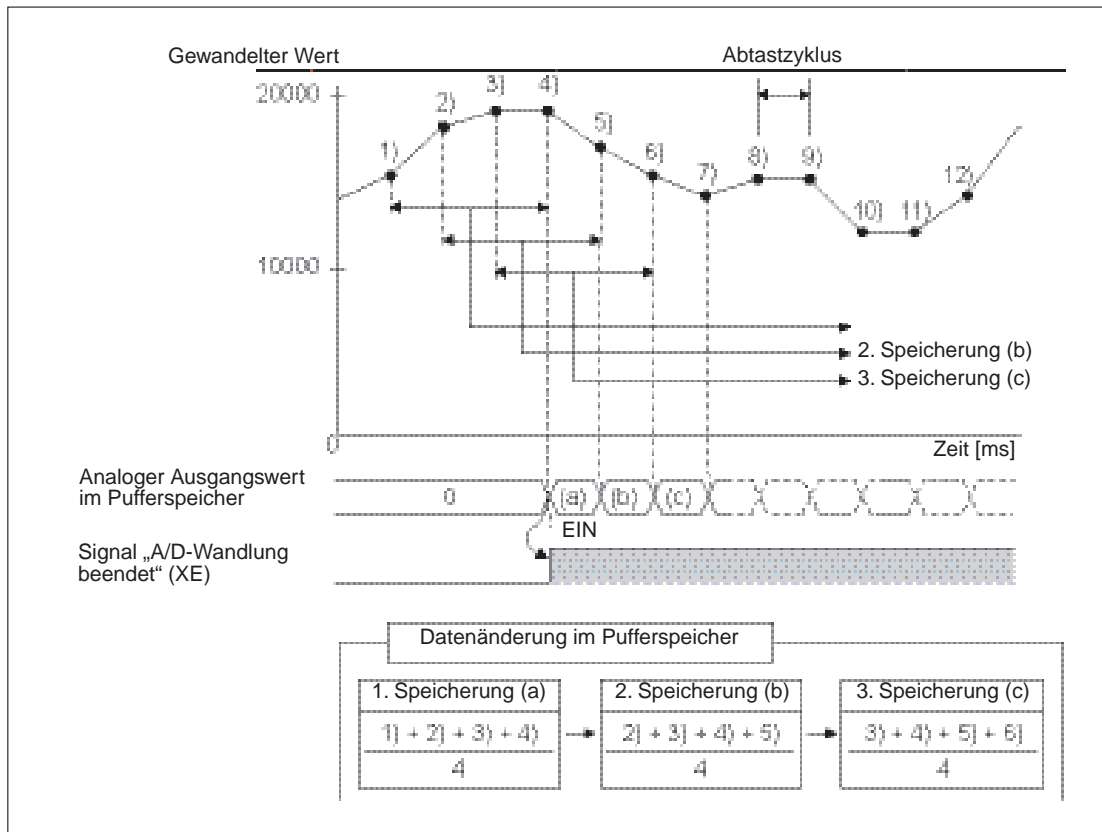 Gewandelter Wert
Abtastzyklus
20000
10000
0
1)
2)
3)
4)
5)
6)
7)
8)
9)
10)
11)
12)
2. Speicherung (b)
3. Speicherung (c)
Zeit [ms]
Analoger Ausgangswert
im Pufferspeicher
0
(a)
(b)
(c)
EIN
Signal „A/D-Wandlung
beendet“ (XE)
Datenänderung im Pufferspeicher
1. Speicherung (a)
1) + 2) + 3) + 4)
4
2. Speicherung (b)
2) + 3) + 4) + 5)
4
3. Speicherung (c)
3) + 4) + 5) + 6)
4